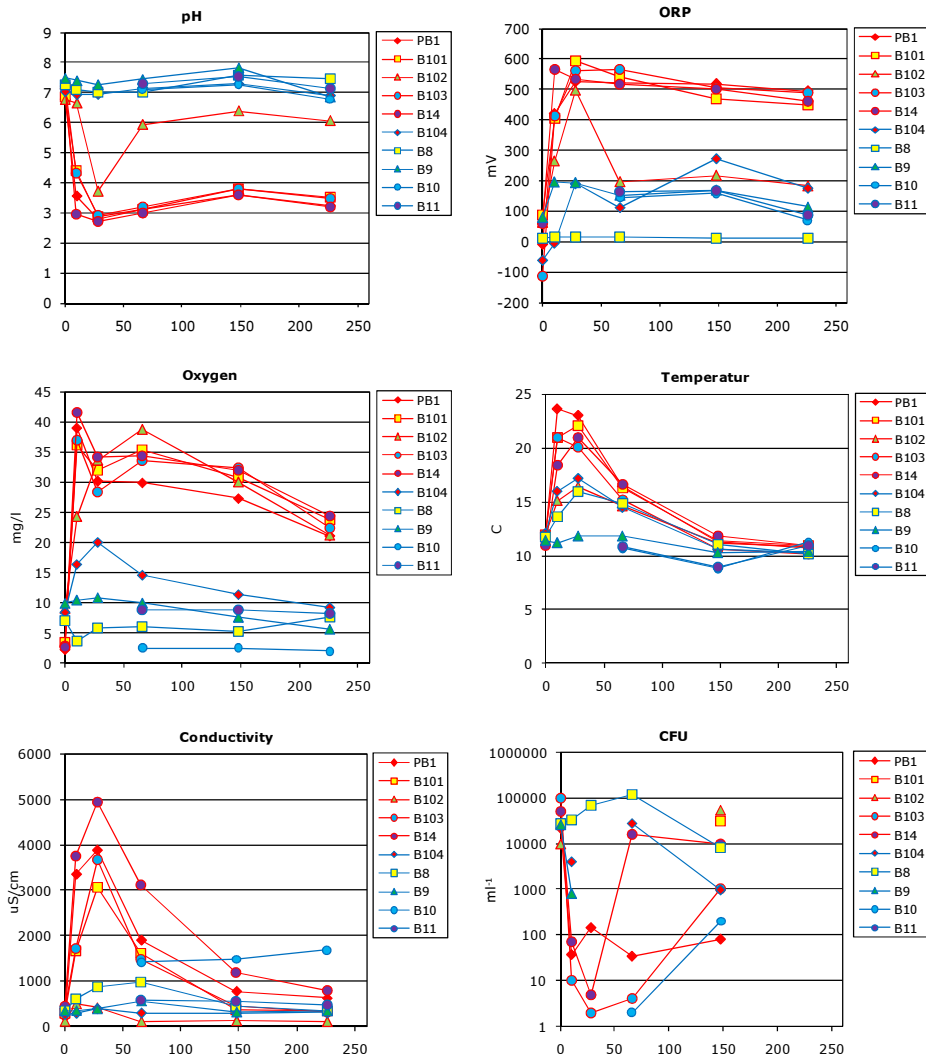 pH
9
8
7
6
5
4
3
2
1
0
0 50 100 150 200 250
PB1
B101
B102
B103
B14
B104
B8
B9
B10
B11
ORP
mV
700
600
500
400
300
200
100
0
-100
-200
0 50 100 150 200 250
PB1
B101
B102
B103
B14
B104
B8
B9
B10
B11
Oxygen
mg/l
45
40
35
30
25
20
15
10
5
0
0 50 100 150 200 250
PB1
B101
B102
B103
B14
B104
B8
B9
B10
B11
Temperatur
C
25
20
15
10
5
0
0 50 100 150 200 250
PB1
B101
B102
B103
B14
B104
B8
B9
B10
B11
Conductivity
uS/cm
6000
5000
4000
3000
2000
1000
0
0 50 100 150 200 250
PB1
B101
B102
B103
B14
B104
B8
B9
B10
B11
CFU
ml⁻¹
1000000
100000
10000
1000
100
10
1
0 50 100 150 200 250
PB1
B101
B102
B103
B14
B104
B8
B9
B10
B11